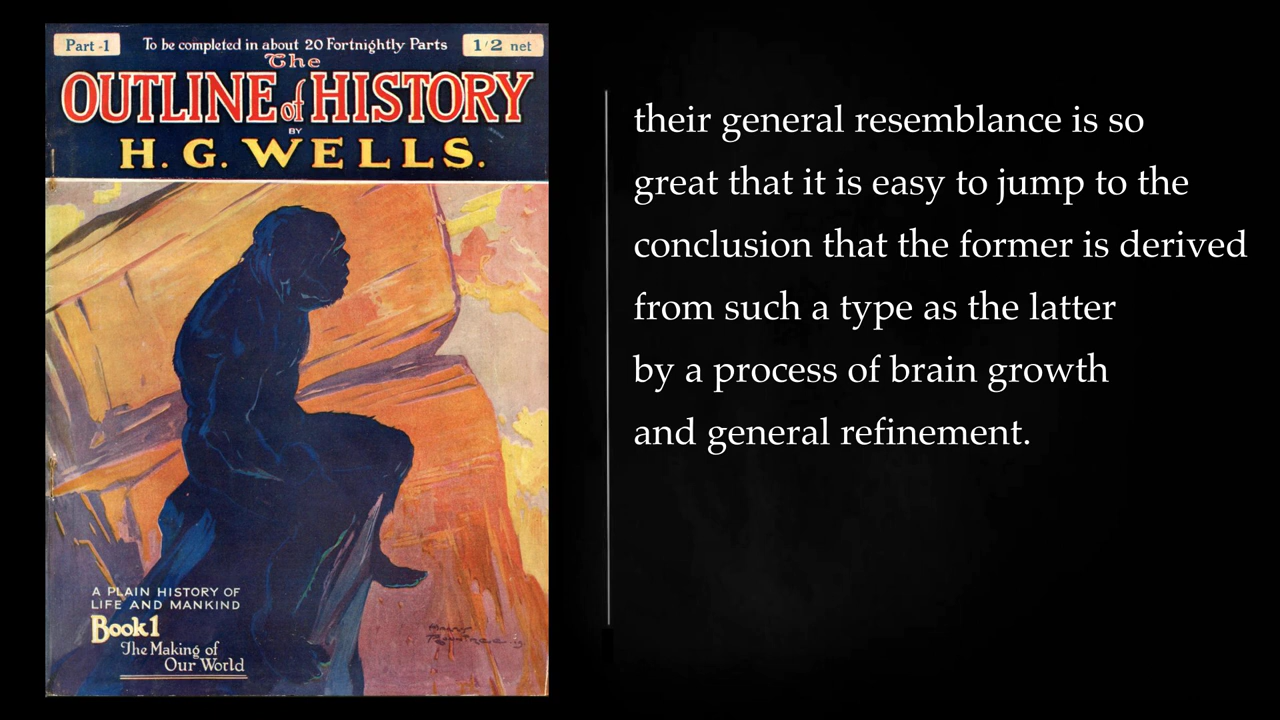 Part -1
To be completed in about 20 Fortnightly Parts
1/2 net
The
OUTLINE of HISTORY
BY
H. G. WELLS.
A PLAIN HISTORY OF
LIFE AND MANKIND
Book 1
The Making of
Our World
their general resemblance is so
great that it is easy to jump to the
conclusion that the former is derived
from such a type as the latter
by a process of brain growth
and general refinement.